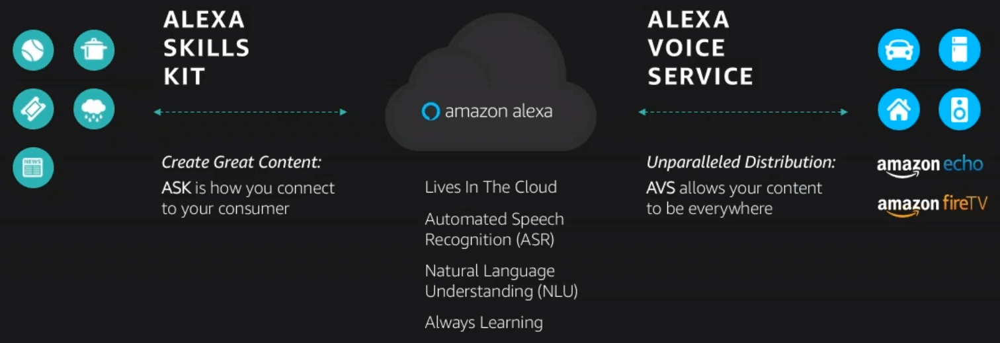 ALEXA
SKILLS
KIT
NEWS
Create Great Content:
ASK is how you connect
to your consumer
amazon alexa
Lives In The Cloud
Automated Speech
Recognition (ASR)
Natural Language
Understanding (NLU)
Always Learning
ALEXA
VOICE
SERVICE
Unparalleled Distribution:
AVS allows your content
to be everywhere
amazon echo
amazon fireTV